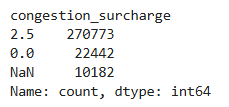 congestion_surcharge
2.5    270773
0.0     22442
NaN     10182
Name: count, dtype: int64